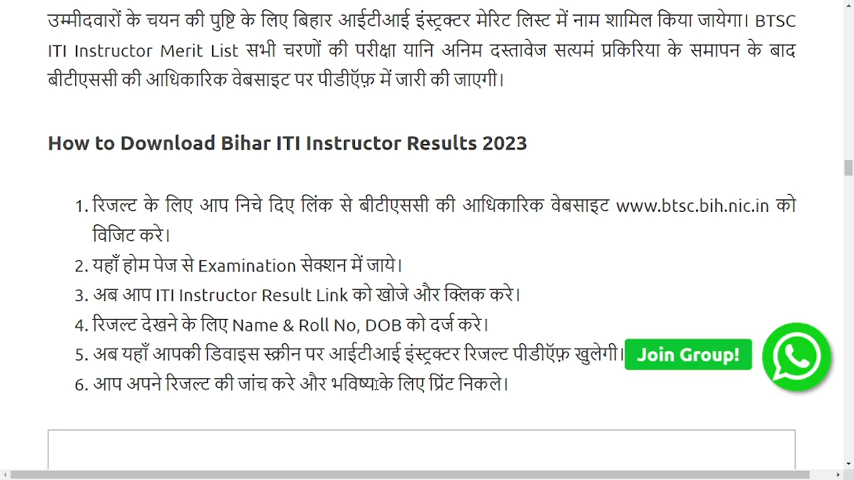 उम्मीदवारों के चयन की पुष्टि के लिए बिहार आईटीआई इंस्ट्रक्टर मेरिट लिस्ट में नाम शामिल किया जायेगा। BTSC
ITI Instructor Merit List सभी चरणों की परीक्षा यानि अनिम दस्तावेज सत्यमं प्रकिरिया के समापन के बाद
बीटीएससी की आधिकारिक वेबसाइट पर पीडीऍफ़ में जारी की जाएगी।
How to Download Bihar ITI Instructor Results 2023
1. रिजल्ट के लिए आप निचे दिए लिंक से बीटीएससी की आधिकारिक वेबसाइट www.btsc.bih.nic.in को
विजिट करे।
2. यहाँ होम पेज से Examination सेक्शन में जाये।
3. अब आप ITI Instructor Result Link को खोजे और क्लिक करे।
4. रिजल्ट देखने के लिए Name & Roll No, DOB को दर्ज करे।
5. अब यहाँ आपकी डिवाइस स्क्रीन पर आईटीआई इंस्ट्रक्टर रिजल्ट पीडीऍफ़ खुलेगी।
Join Group!
6. आप अपने रिजल्ट की जांच करे और भविष्य के लिए प्रिंट निकले।